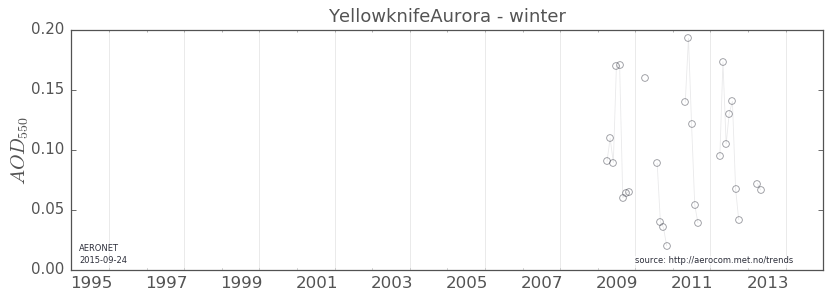 YellowknifeAurora - winter
0.20
0.15
0.10
0.05
0.00
AOD550
AERONET
2015-09-24
source: http://aerocom.met.no/trends
1995 1997 1999 2001 2003 2005 2007 2009 2011 2013